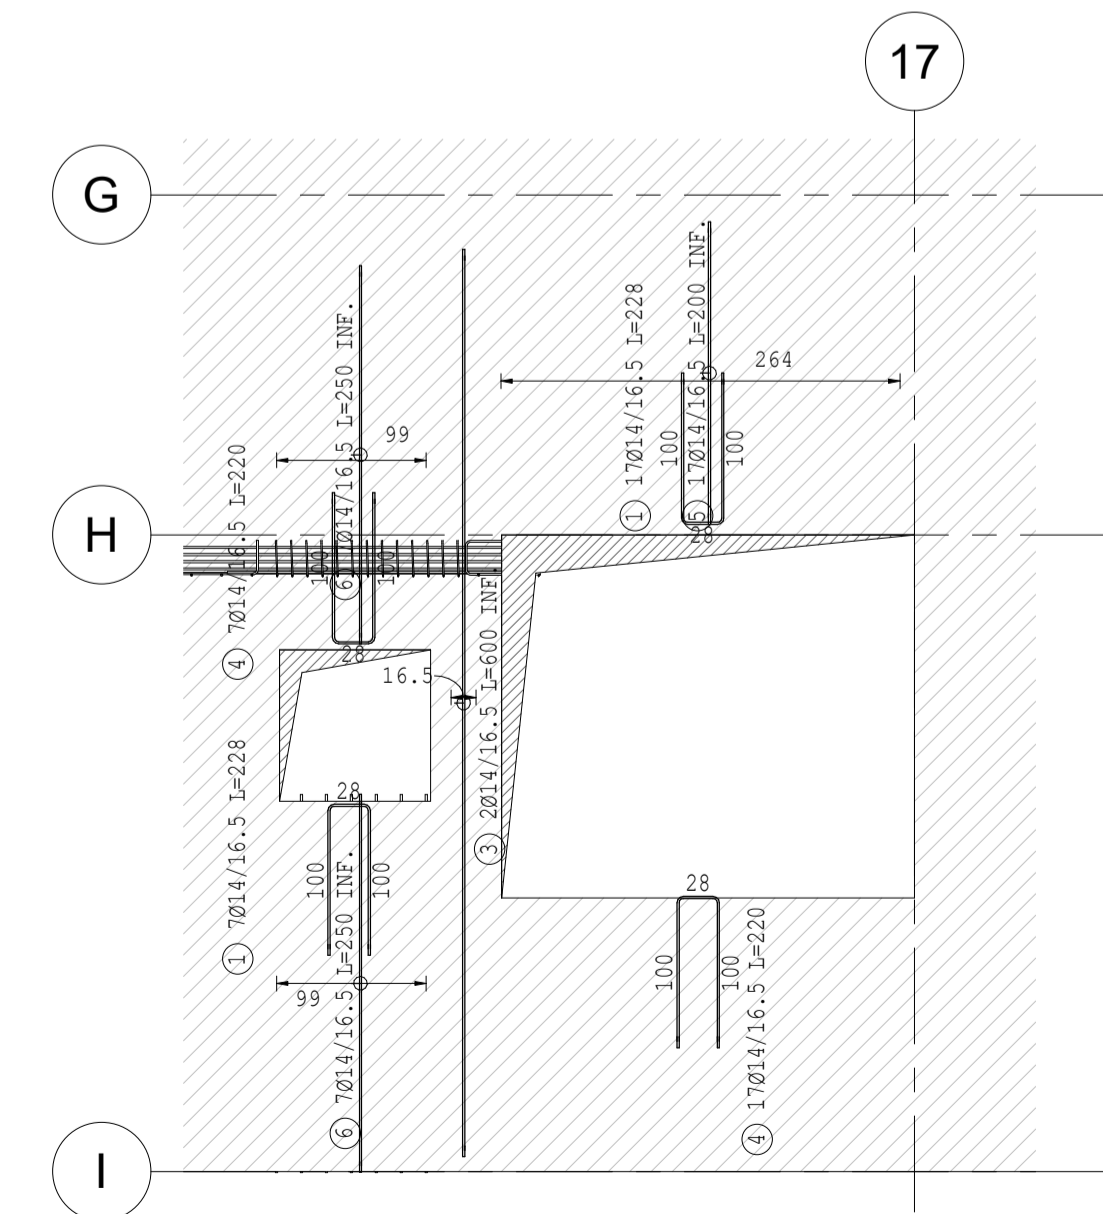 17
G
H
I
① 17Ø14/16.5 L=228
⑤ 17Ø14/16.5 L=200 INF.
264
100
100
28
⑥ 7Ø14/16.5 L=250 INF.
99
④ 7Ø14/16.5 L=220
100
100
28
16.5
③ 2Ø14/16.5 L=600 INF
① 7Ø14/16.5 L=228
28
100
100
⑥ 7Ø14/16.5 L=250 INF.
99
28
100
100
④ 17Ø14/16.5 L=220